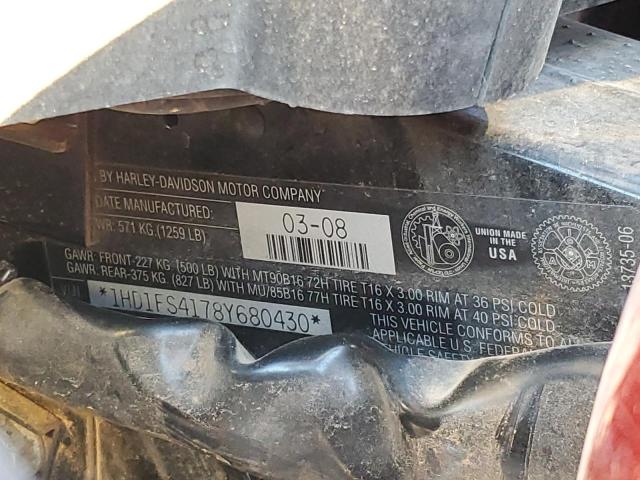 BY HARLEY-DAVIDSON MOTOR COMPANY
DATE MANUFACTURED:
03-08
WR: 571 KG.(1259 LB)
UNION MADE
IN THE
USA
13735-06
GAWR: FRONT-227 KG. (500 LB) WITH MT90B16 72H TIRE T16 X 3.00 RIM AT 36 PSI COLD
GAWR. REAR-375 KG. (827 LB) WITH MU/85B16 77H TIRE T16 X 3.00 RIM AT 40 PSI COLD
*1HD1FS4178Y680430*
THIS VEHICLE CONFORMS TO
APPLICABLE U.S. FEDERA
VEHICLE SAFETY